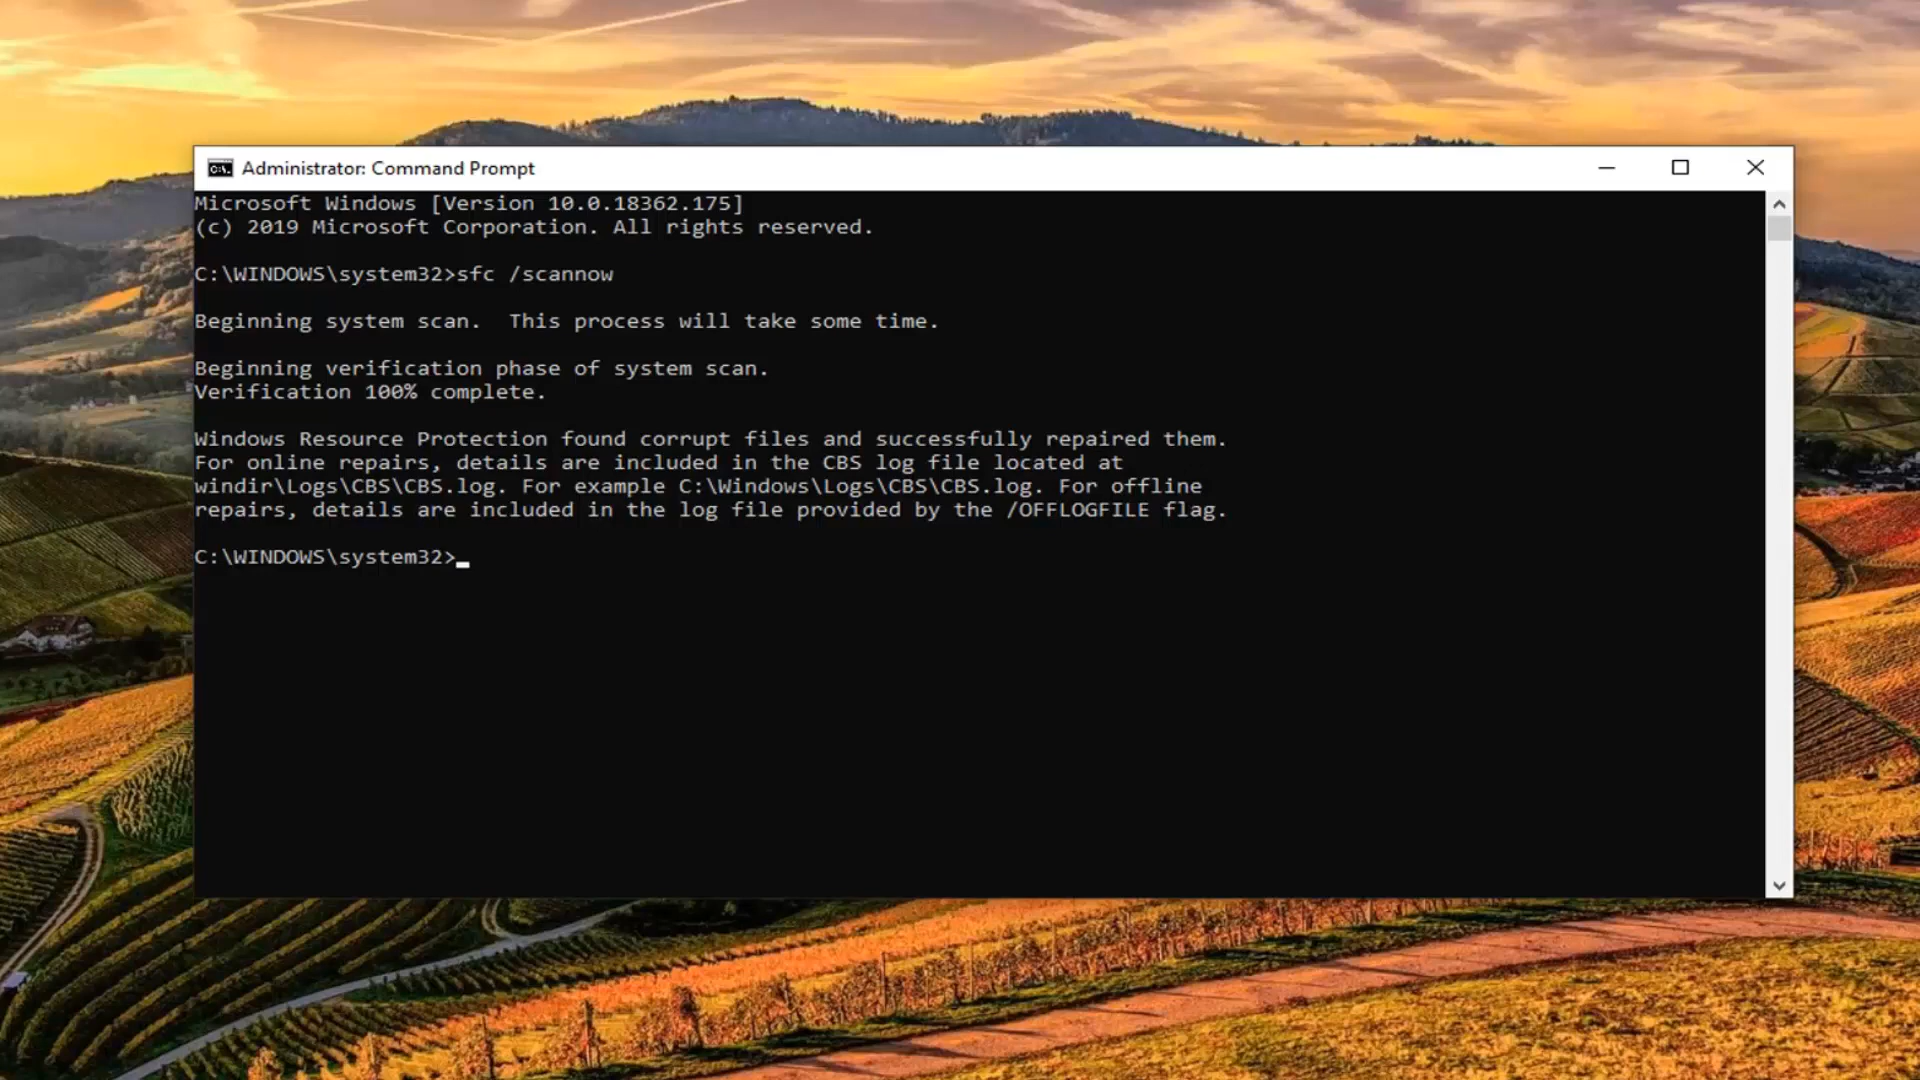 Administrator: Command Prompt
Microsoft Windows [Version 10.0.18362.175]
(c) 2019 Microsoft Corporation. All rights reserved.
C:\WINDOWS\system32>sfc /scannow
Beginning system scan.  This process will take some time.
Beginning verification phase of system scan.
Verification 100% complete.
Windows Resource Protection found corrupt files and successfully repaired them.
For online repairs, details are included in the CBS log file located at
windir\Logs\CBS\CBS.log. For example C:\Windows\Logs\CBS\CBS.log. For offline
repairs, details are included in the log file provided by the /OFFLOGFILE flag.
C:\WINDOWS\system32>